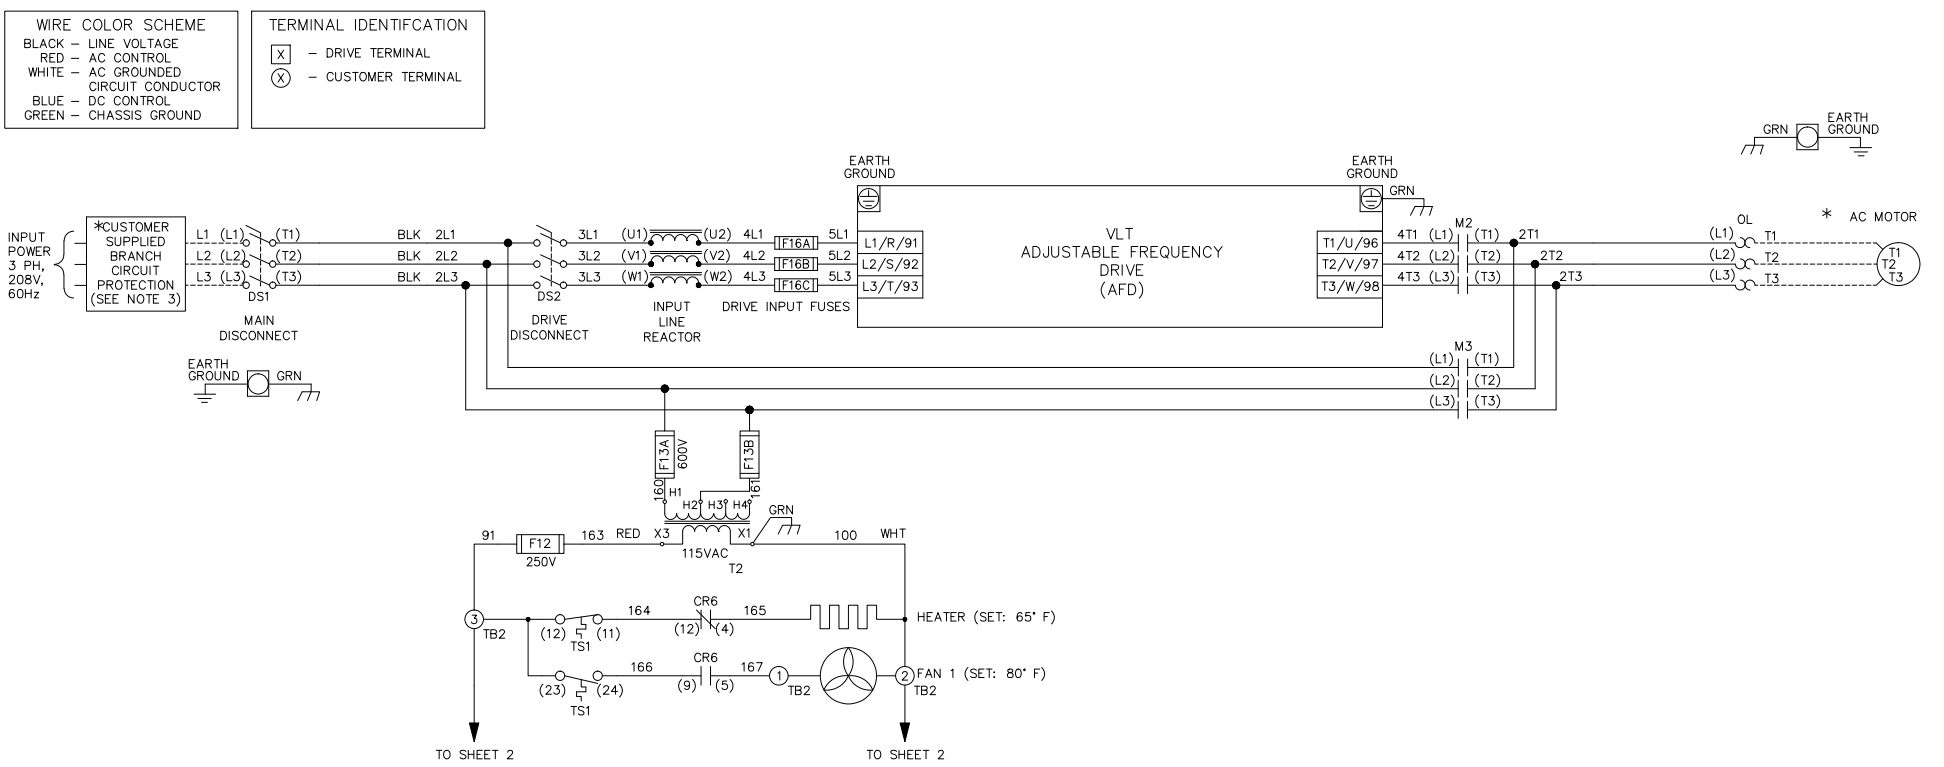 WIRE COLOR SCHEME
BLACK – LINE VOLTAGE
RED – AC CONTROL
WHITE – AC GROUNDED
CIRCUIT CONDUCTOR
BLUE – DC CONTROL
GREEN – CHASSIS GROUND
TERMINAL IDENTIFCATION
X – DRIVE TERMINAL
X – CUSTOMER TERMINAL
INPUT
POWER
3 PH,
208V,
60Hz
*CUSTOMER
SUPPLIED
BRANCH
CIRCUIT
PROTECTION
(SEE NOTE 3)
L1 (L1) (T1) BLK 2L1 3L1 (U1) (U2) 4L1 F16A 5L1 L1/R/91
L2 (L2) (T2) BLK 2L2 3L2 (V1) (V2) 4L2 F16B 5L2 L2/S/92
L3 (L3) (T3) BLK 2L3 3L3 (W1) (W2) 4L3 F16C 5L3 L3/T/93
DS1
MAIN
DISCONNECT
DS2
DRIVE
DISCONNECT
INPUT
LINE
REACTOR
DRIVE INPUT FUSES
EARTH
GROUND
GRN
EARTH
GROUND
VLT
ADJUSTABLE FREQUENCY
DRIVE
(AFD)
EARTH
GROUND
GRN
M2
T1/U/96 4T1 (L1) (T1) 2T1
T2/V/97 4T2 (L2) (T2) 2T2
T3/W/98 4T3 (L3) (T3) 2T3
GRN
EARTH
GROUND
OL
* AC MOTOR
(L1) T1
(L2) T2
(L3) T3
T1
T2
T3
M3
(L1) (T1)
(L2) (T2)
(L3) (T3)
F13A
600V
F13B
160
161
H1
H2 H3 H4
GRN
91 F12 163 RED X3 X1 100 WHT
250V
115VAC
T2
3
TB2
(12) (11)
TS1
164
CR6
(12) (4)
165
HEATER (SET: 65° F)
(23) (24)
TS1
166
CR6
(9) (5)
167
1
TB2
2
TB2
FAN 1 (SET: 80° F)
TO SHEET 2
TO SHEET 2